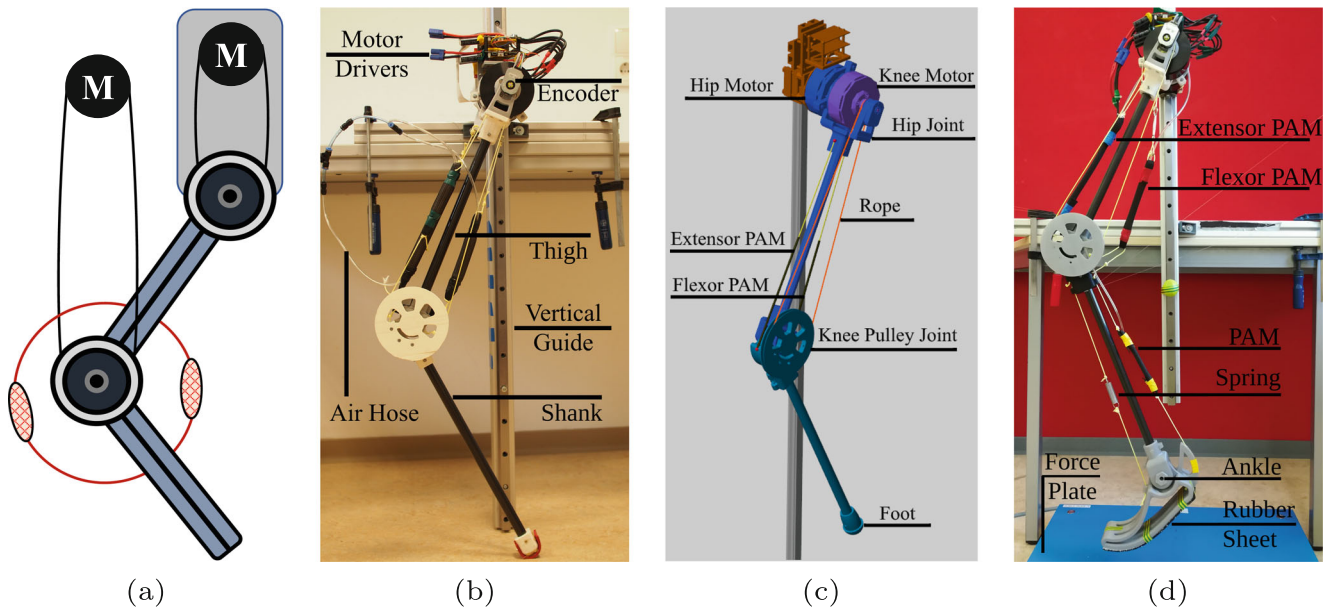 M
M
(a)
Motor
Drivers
Encoder
Thigh
Vertical
Guide
Air Hose
Shank
(b)
Hip Motor
Knee Motor
Hip Joint
Rope
Extensor PAM
Flexor PAM
Knee Pulley Joint
Foot
(c)
Extensor PAM
Flexor PAM
PAM
Spring
Force
Plate
Ankle
Rubber
Sheet
(d)